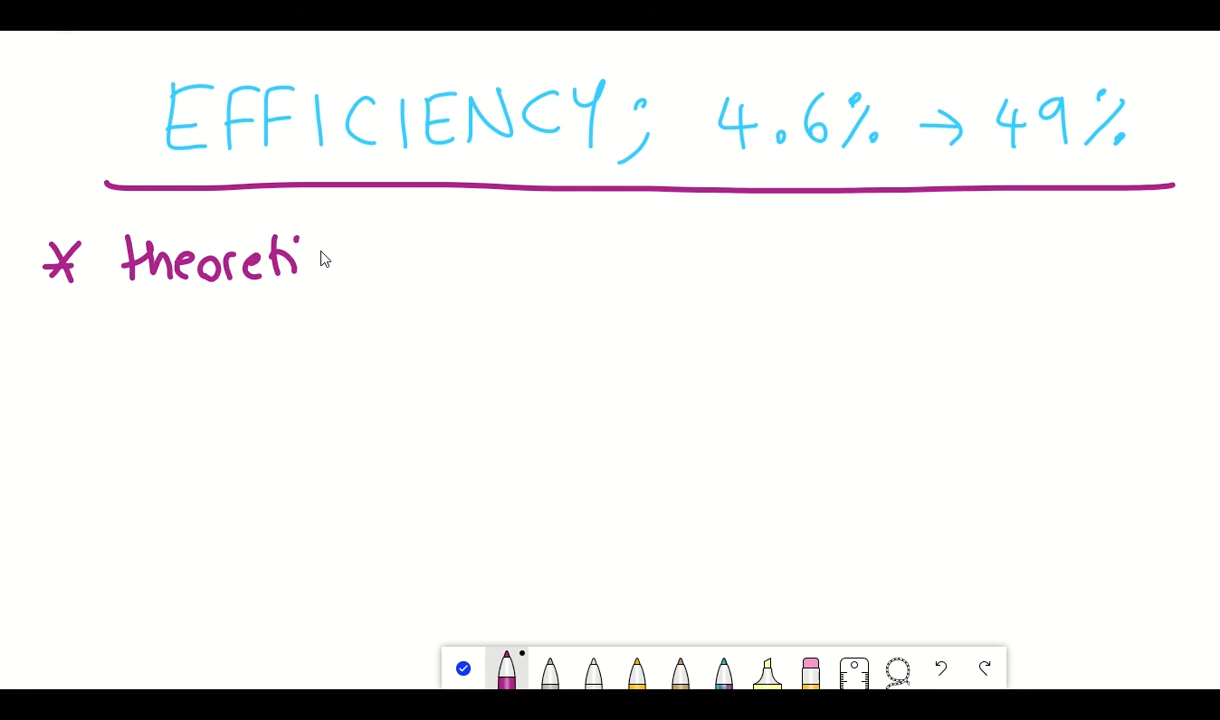 EFFICIENCY; 4.6% → 49%
* theoreti